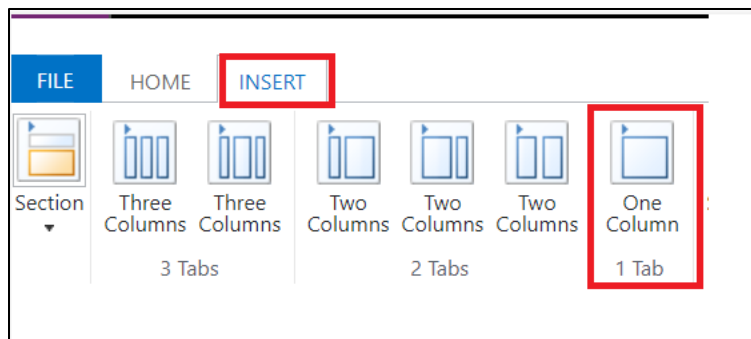 FILE HOME INSERT
Section Three Three Two Two Two One
Columns Columns Columns Columns Columns Column
3 Tabs 2 Tabs 1 Tab